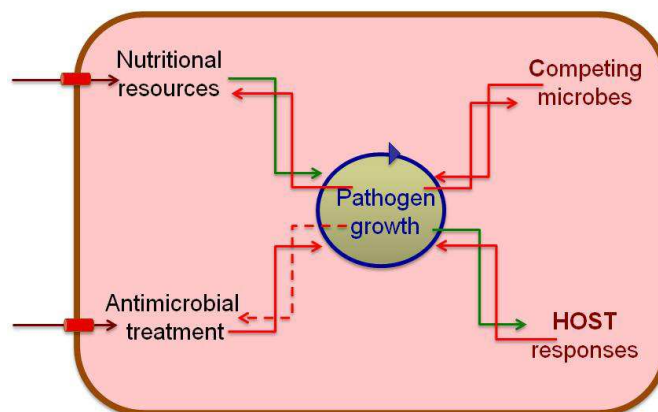 Nutritional
resources
Competing
microbes
Pathogen
growth
Antimicrobial
treatment
HOST
responses